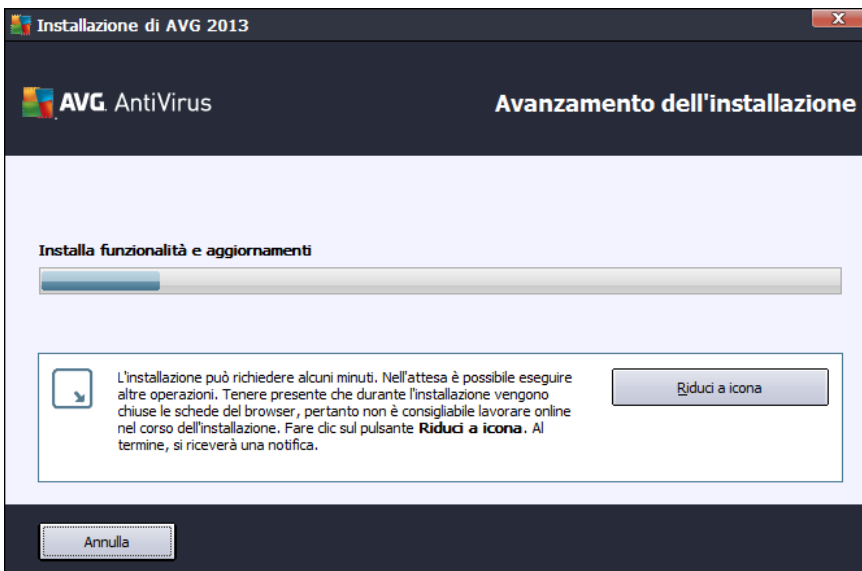 Installazione di AVG 2013
AVG. AntiVirus
Avanzamento dell'installazione
Installa funzionalità e aggiornamenti
L'installazione può richiedere alcuni minuti. Nell'attesa è possibile eseguire
altre operazioni. Tenere presente che durante l'installazione vengono
chiuse le schede del browser, pertanto non è consigliabile lavorare online
nel corso dell'installazione. Fare clic sul pulsante Riduci a icona. Al
termine, si riceverà una notifica.
Riduci a icona
Annulla